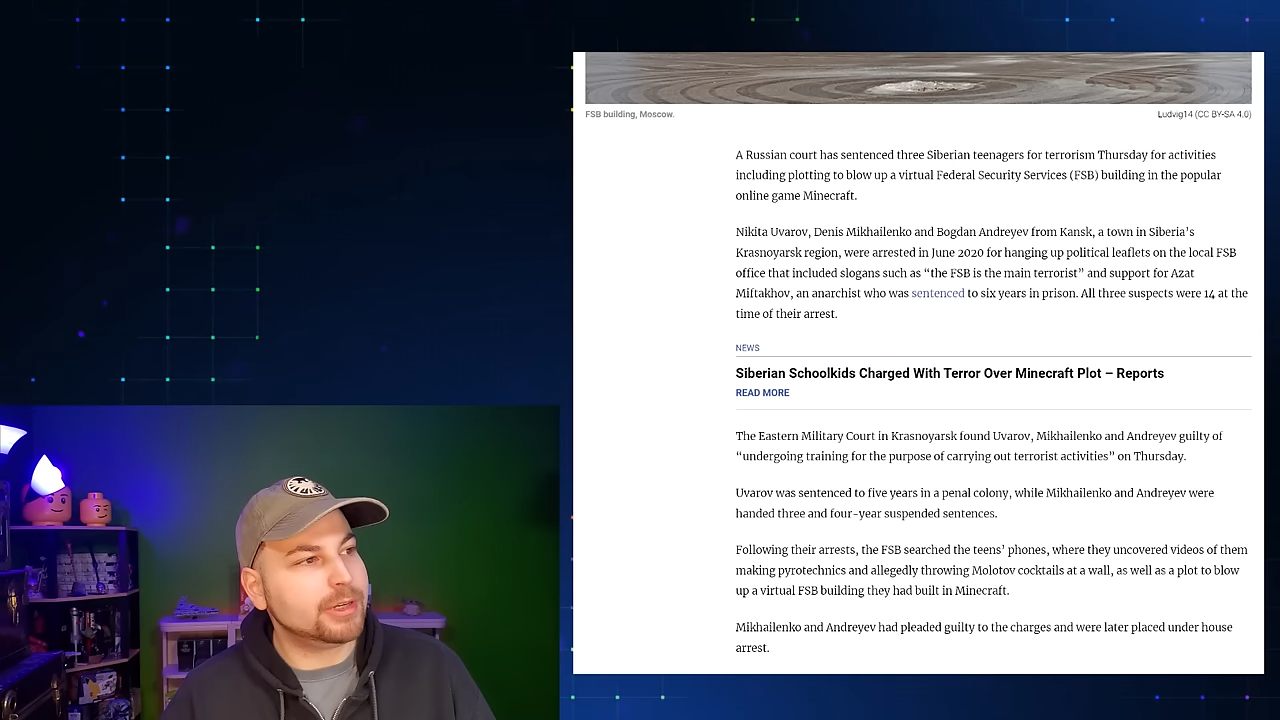 FSB building, Moscow.
Ludvig14 (CC BY-SA 4.0)
A Russian court has sentenced three Siberian teenagers for terrorism Thursday for activities
including plotting to blow up a virtual Federal Security Services (FSB) building in the popular
online game Minecraft.
Nikita Uvarov, Denis Mikhailenko and Bogdan Andreyev from Kansk, a town in Siberia’s
Krasnoyarsk region, were arrested in June 2020 for hanging up political leaflets on the local FSB
office that included slogans such as “the FSB is the main terrorist” and support for Azat
Miftakhov, an anarchist who was sentenced to six years in prison. All three suspects were 14 at the
time of their arrest.
NEWS
Siberian Schoolkids Charged With Terror Over Minecraft Plot – Reports
READ MORE
The Eastern Military Court in Krasnoyarsk found Uvarov, Mikhailenko and Andreyev guilty of
“undergoing training for the purpose of carrying out terrorist activities” on Thursday.
Uvarov was sentenced to five years in a penal colony, while Mikhailenko and Andreyev were
handed three and four-year suspended sentences.
Following their arrests, the FSB searched the teens’ phones, where they uncovered videos of them
making pyrotechnics and allegedly throwing Molotov cocktails at a wall, as well as a plot to blow
up a virtual FSB building they had built in Minecraft.
Mikhailenko and Andreyev had pleaded guilty to the charges and were later placed under house
arrest.